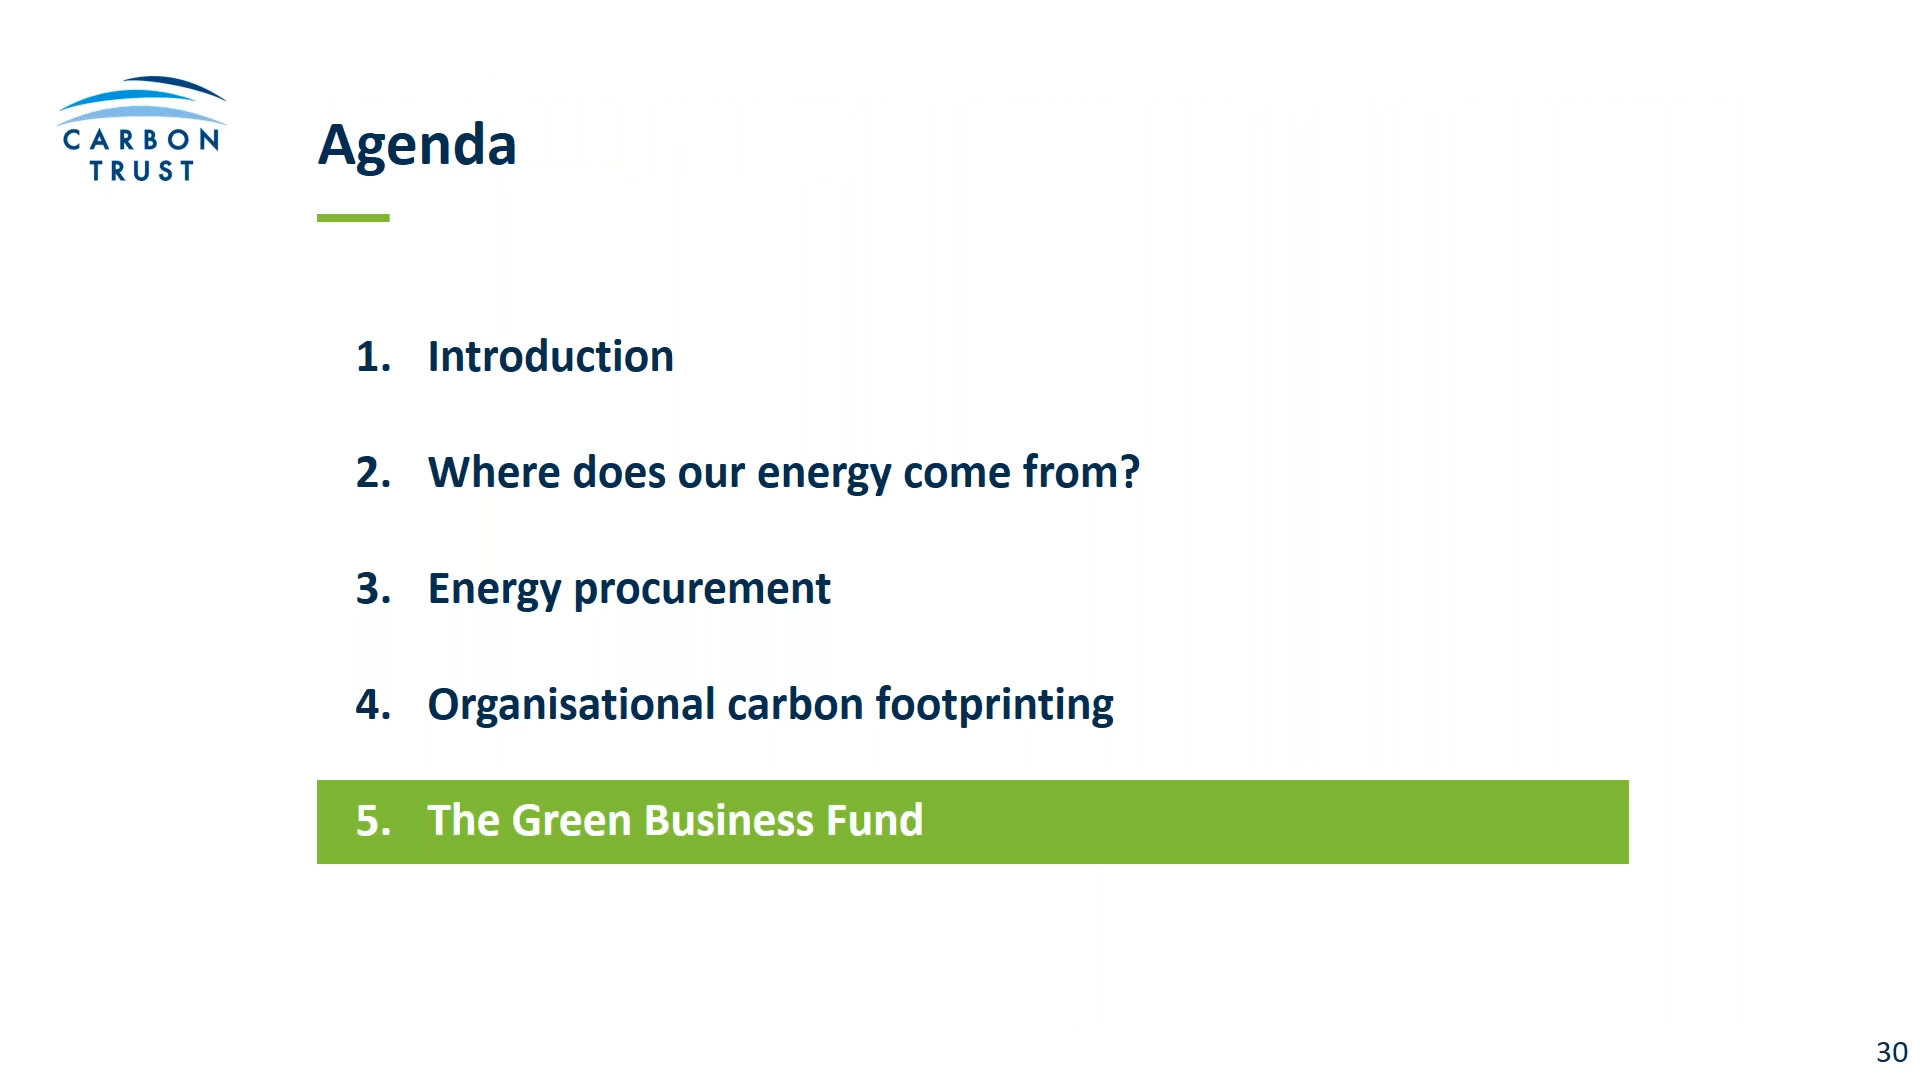 CARBON
TRUST
Agenda
1. Introduction
2. Where does our energy come from?
3. Energy procurement
4. Organisational carbon footprinting
5. The Green Business Fund
30